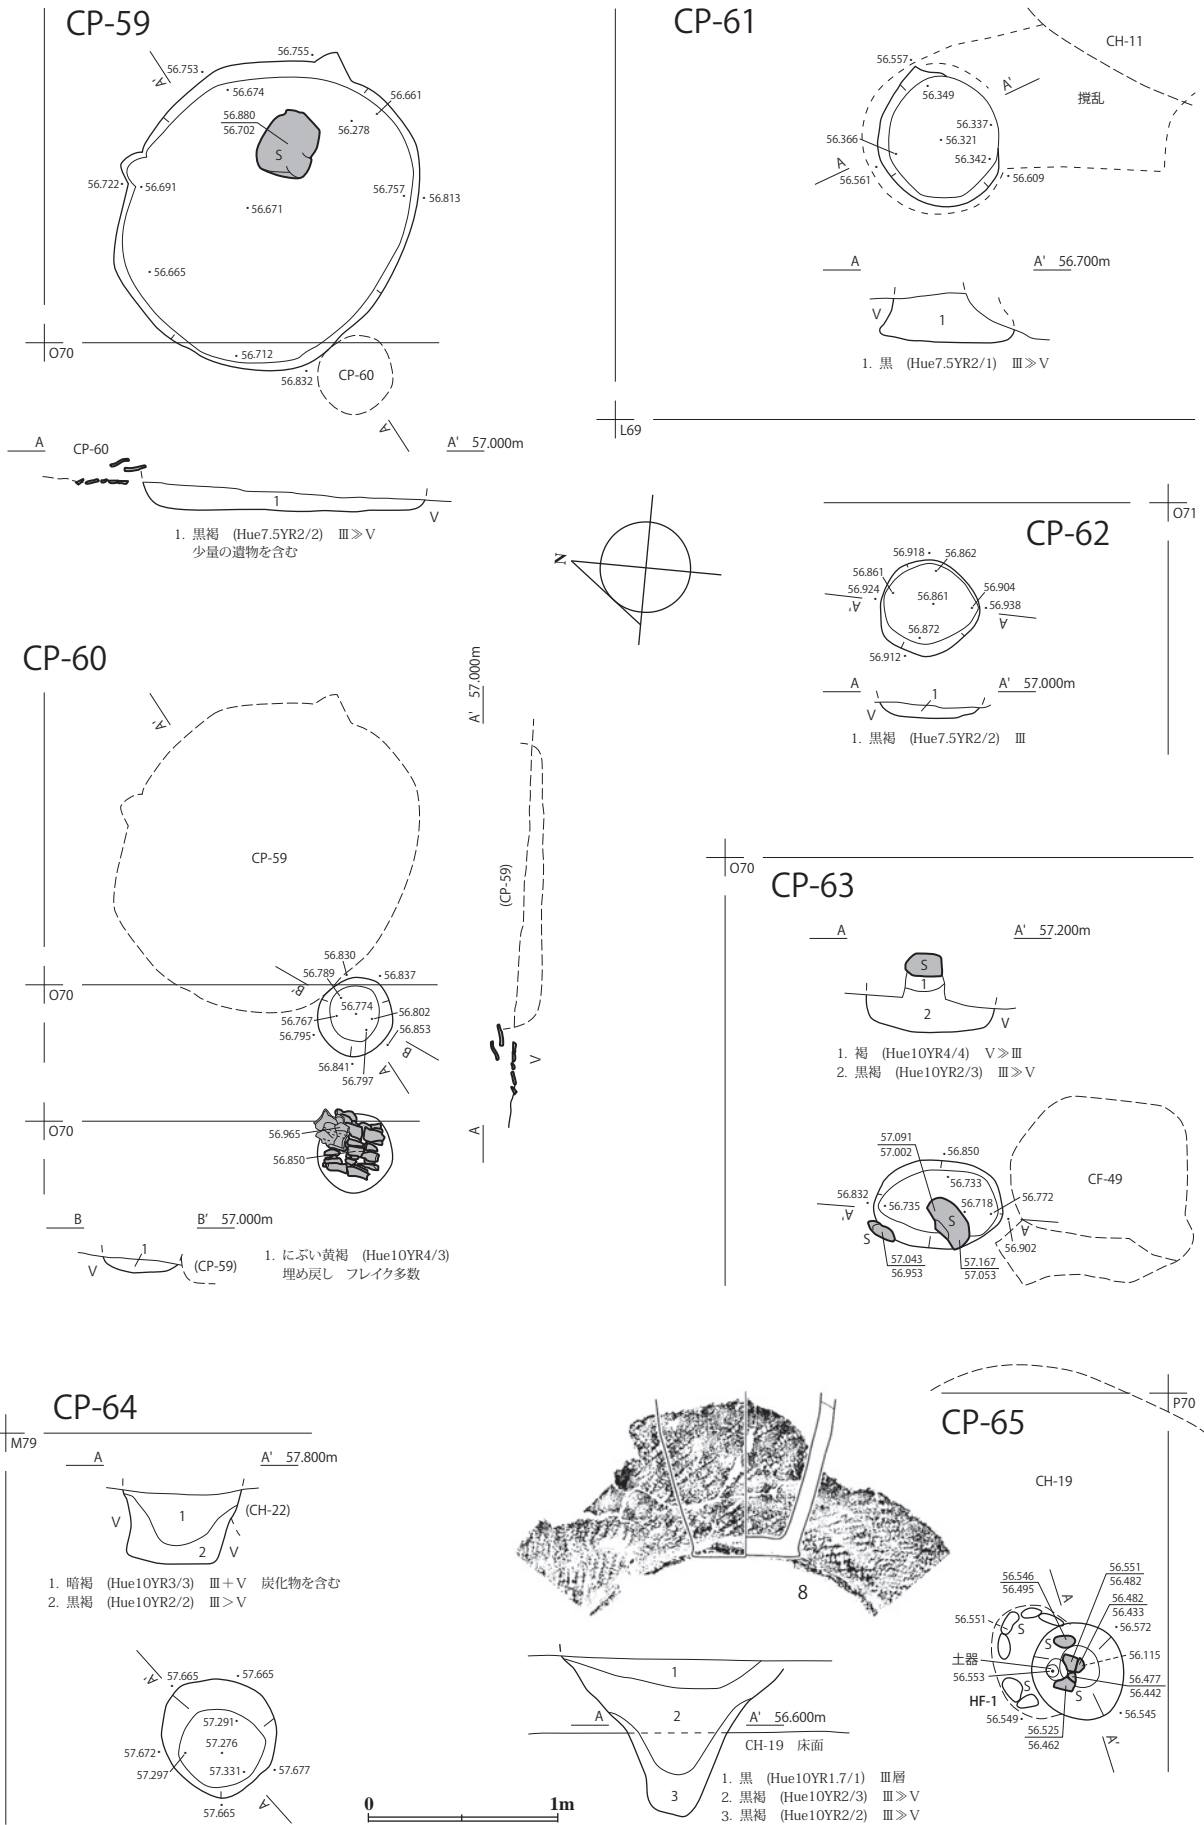 CP-59
56.755
56.753
A'
56.674
56.661
56.880
56.702
56.278
S
56.722
56.691
56.757
56.813
56.671
56.665
O70
56.712
56.832
CP-60
A
A
CP-60
A' 57.000m
1
V
1. 黒褐 (Hue7.5YR2/2) Ⅲ≫Ⅴ
少量の遺物を含む
CP-61
CH-11
56.557
A'
撹乱
56.349
56.337
56.366
56.321
56.342
A
56.561
56.609
A
A' 56.700m
V
1
1. 黒 (Hue7.5YR2/1) Ⅲ≫Ⅴ
L69
N
O71
CP-62
56.918
56.862
56.861
56.924
56.904
56.861
56.938
A'
A
56.872
56.912
A
1
A' 57.000m
V
1. 黒褐 (Hue7.5YR2/2) Ⅲ
CP-60
A'
CP-59
A' 57.000m
(CP-59)
V
A
56.830
56.789
56.837
B'
O70
56.774
56.767
56.802
56.795
56.853
B
56.841
A
56.797
O70
56.965
56.850
B
B' 57.000m
1
V
(CP-59)
1. にぶい黄褐 (Hue10YR4/3)
埋め戻し フレイク多数
O70
CP-63
A
A' 57.200m
S
1
2
V
1. 褐 (Hue10YR4/4) Ⅴ≫Ⅲ
2. 黒褐 (Hue10YR2/3) Ⅲ≫Ⅴ
57.091
57.002
56.850
56.733
CF-49
56.832
56.735
56.718
56.772
A'
S
S
A
56.902
57.043
56.953
57.167
57.053
CP-64
M79
A
A' 57.800m
1
(CH-22)
V
2
V
1. 暗褐 (Hue10YR3/3) Ⅲ+Ⅴ 炭化物を含む
2. 黒褐 (Hue10YR2/2) Ⅲ>Ⅴ
A'
57.665
57.665
57.291
57.276
57.672
57.297
57.331
57.677
57.665
A
0
1m
8
P70
CP-65
CH-19
56.546
56.495
56.551
56.482
A
56.482
56.433
56.551
S
56.572
S
土器
56.115
56.553
56.477
56.442
HF-1
S
S
56.549
56.545
56.525
56.462
A'
1
A
2
A' 56.600m
CH-19 床面
3
1. 黒 (Hue10YR1.7/1) Ⅲ層
2. 黒褐 (Hue10YR2/3) Ⅲ≫Ⅴ
3. 黒褐 (Hue10YR2/2) Ⅲ≫Ⅴ